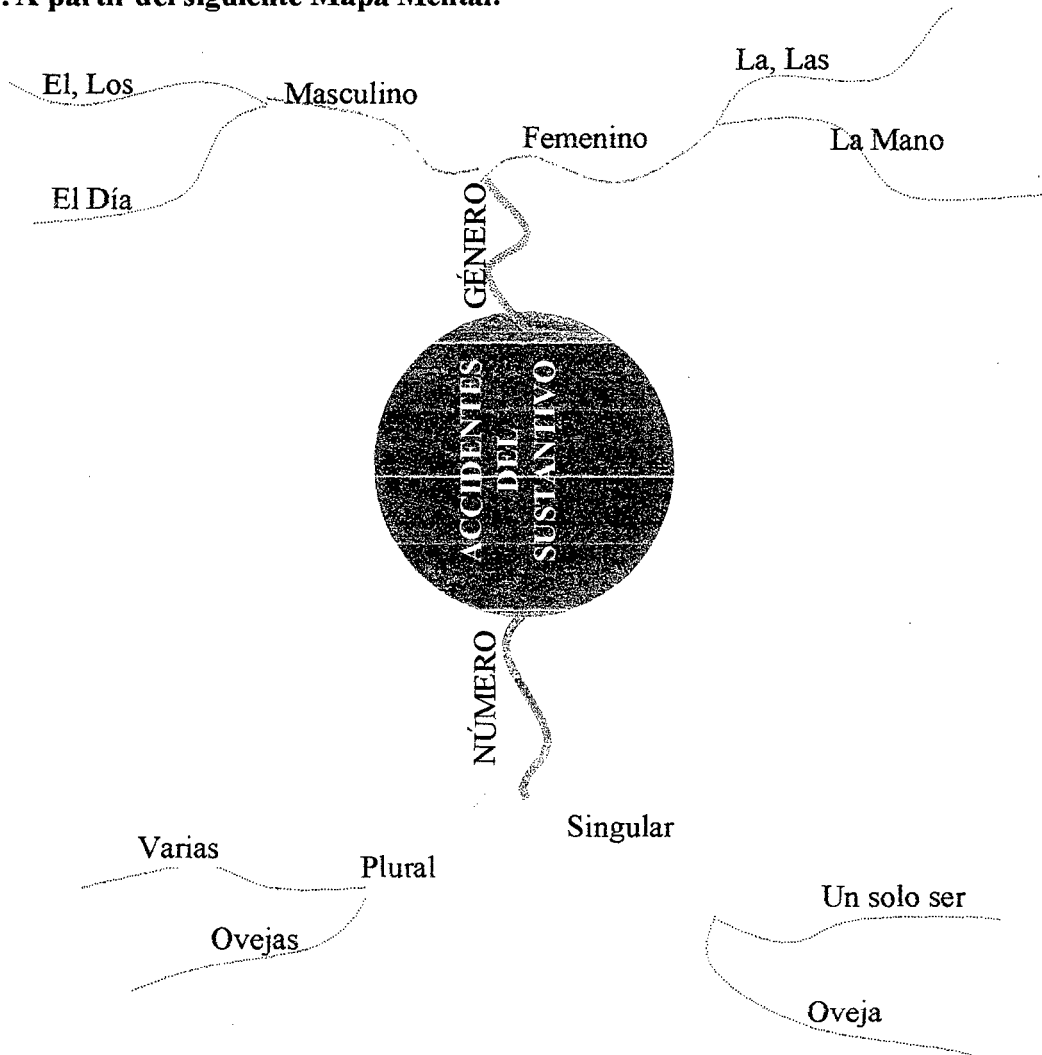 . A partir del siguiente Mapa Mental:
El, Los
Masculino
El Día
La, Las
Femenino
La Mano
GÉNERO
ACCIDENTES
DEL
SUSTANTIVO
NÚMERO
Singular
Varias
Plural
Ovejas
Un solo ser
Oveja